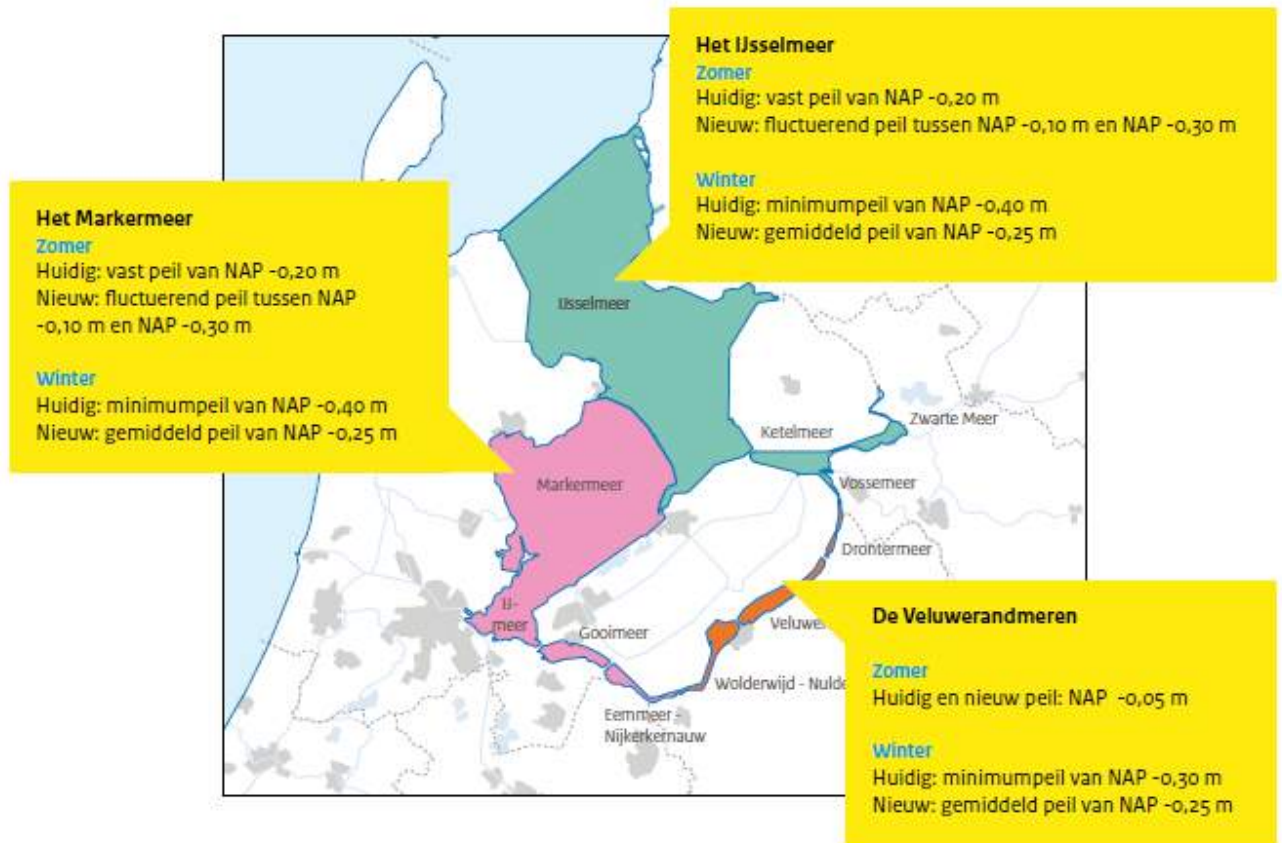 Het IJsselmeer
Zomer
Huidig: vast peil van NAP -0,20 m
Nieuw: fluctuerend peil tussen NAP -0,10 m en NAP -0,30 m
Winter
Huidig: minimumpeil van NAP -0,40 m
Nieuw: gemiddeld peil van NAP -0,25 m
Het Markermeer
Zomer
Huidig: vast peil van NAP -0,20 m
Nieuw: fluctuerend peil tussen NAP
-0,10 m en NAP -0,30 m
Winter
Huidig: minimumpeil van NAP -0,40 m
Nieuw: gemiddeld peil van NAP -0,25 m
IJsselmeer
Zwarte Meer
Ketelmeer
Markermeer
Vossemeer
Drontermeer
IJ-
meer
Gooimeer
Veluwe
Wolderwijd - Nulde
Eemmeer -
Nijkerkernauw
De Veluwerandmeren
Zomer
Huidig en nieuw peil: NAP -0,05 m
Winter
Huidig: minimumpeil van NAP -0,30 m
Nieuw: gemiddeld peil van NAP -0,25 m